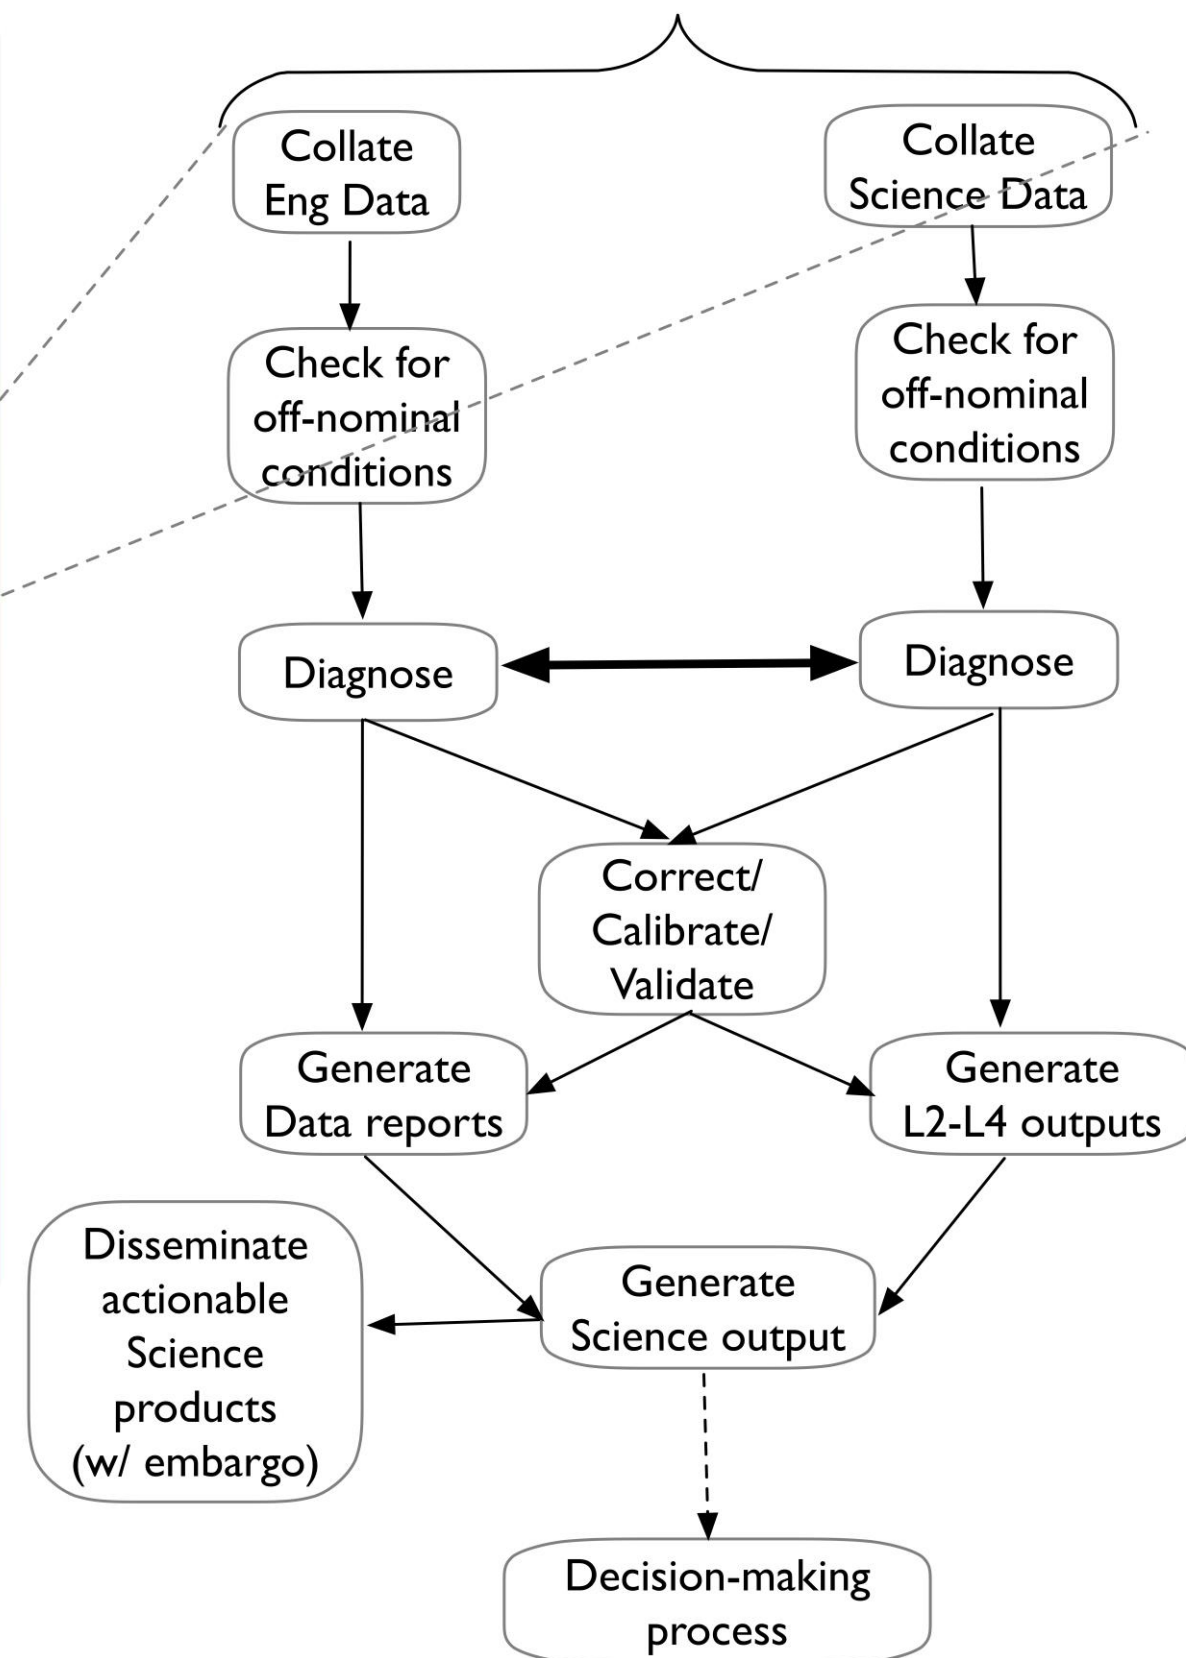 Collate
Eng Data
Collate
Science Data
Check for
off-nominal
conditions
Check for
off-nominal
conditions
Diagnose
Diagnose
Correct/
Calibrate/
Validate
Generate
Data reports
Generate
L2-L4 outputs
Disseminate
actionable
Science
products
(w/ embargo)
Generate
Science output
Decision-making
process